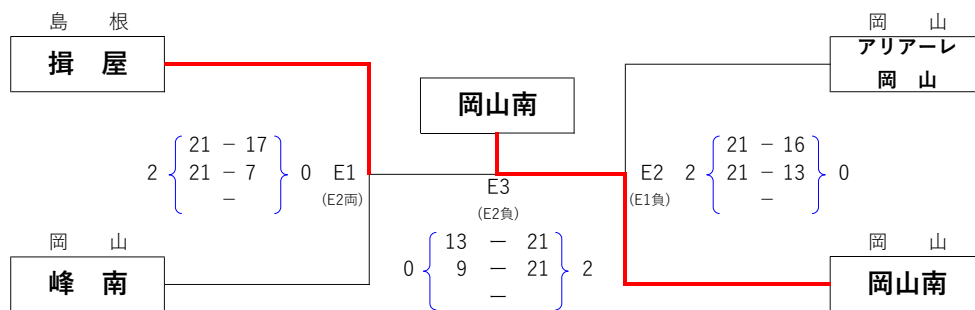 島 根
揖 屋
岡 山
アリアーレ
岡 山
岡山南
21 － 17
2 21 － 7 0 E1
－
(E2両)
E3
(E2負)
E2 2 21 － 13 0
21 － 16
－
(E1負)
岡 山
峰 南
13 － 21
0 9 － 21 2
－
岡 山
岡山南